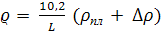 ϱ = 10,2/L (ρпл + Δρ)